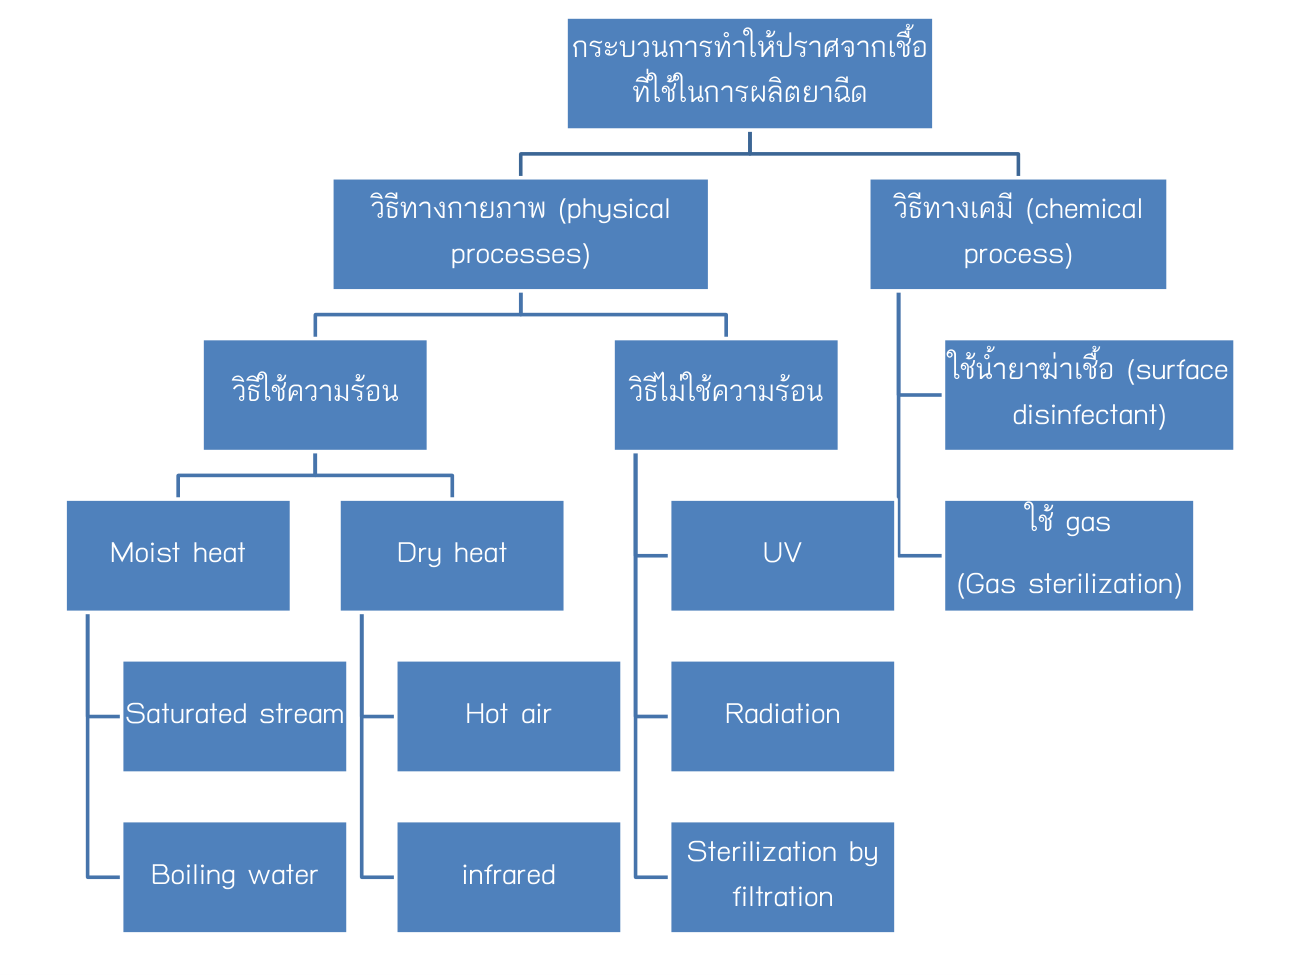 กระบวนการทำให้ปราศจากเชื้อ
ที่ใช้ในการผลิตยาฉีด
วิธีทางกายภาพ (physical
processes)
วิธีทางเคมี (chemical
process)
วิธีใช้ความร้อน
วิธีไม่ใช้ความร้อน
ใช้น้ำยาฆ่าเชื้อ (surface
disinfectant)
Moist heat
Dry heat
UV
ใช้ gas
(Gas sterilization)
Saturated stream
Hot air
Radiation
Boiling water
infrared
Sterilization by
filtration